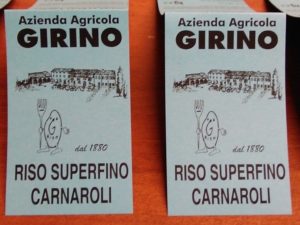 Azienda Agricola
GIRINO
G
dal 1880
RISO SUPERFINO
CARNAROLI
Azienda Agricola
GIRINO
G
dal 1880
RISO SUPERFINO
CARNAROLI